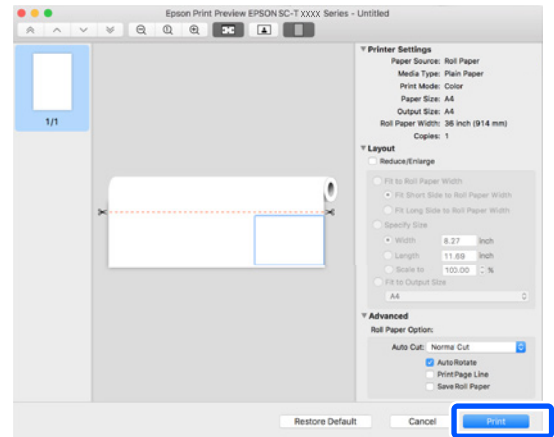 Epson Print Preview EPSON SC-T XXXX Series - Untitled
1/1
Printer Settings
Paper Source: Roll Paper
Media Type: Plain Paper
Print Mode: Color
Paper Size: A4
Output Size: A4
Roll Paper Width: 36 inch (914 mm)
Copies: 1
Layout
Reduce/Enlarge
Fit to Roll Paper Width
Fit Short Side to Roll Paper Width
Fit Long Side to Roll Paper Width
Specify Size
Width 8.27 inch
Length 11.69 inch
Scale to 100.00 %
Fit to Output Size
A4
Advanced
Roll Paper Option:
Auto Cut: Norma Cut
Auto Rotate
Print Page Line
Save Roll Paper
Restore Default Cancel Print